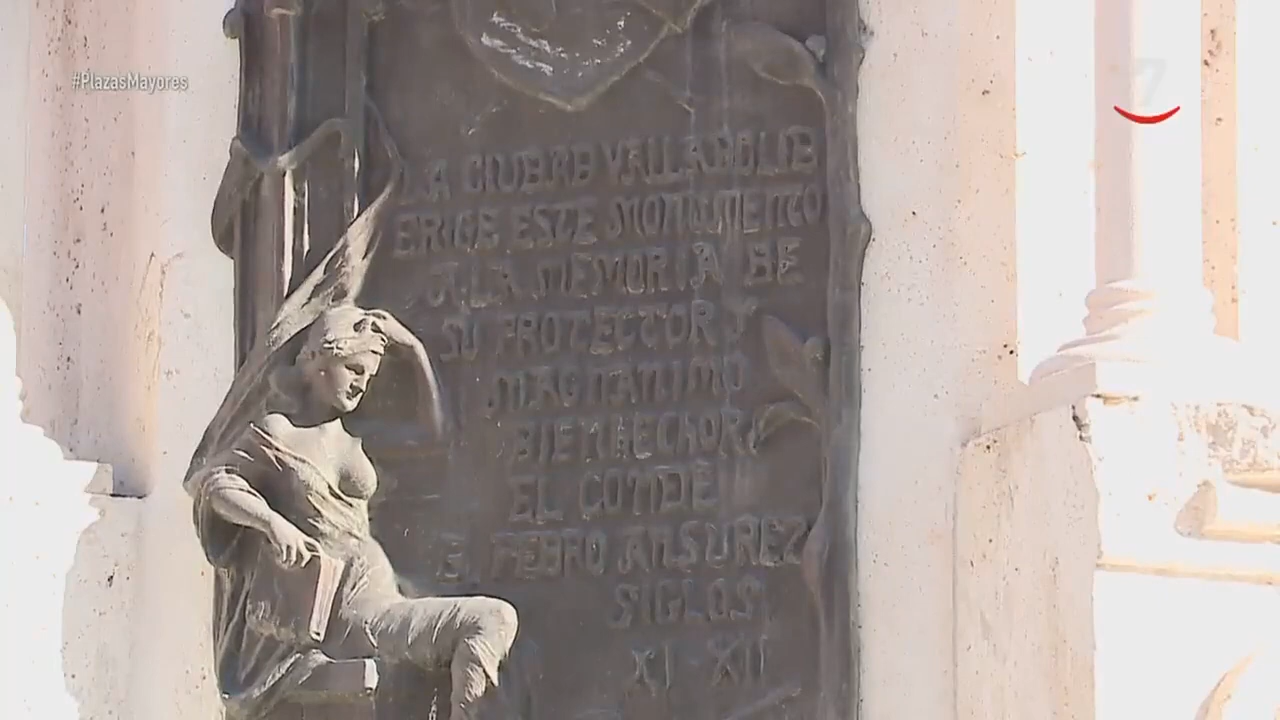 #PlazasMayores
7
LA CIUDAD VALLADOLID
ERIGE ESTE MONUMENTO
A LA MEMORIA DE
SU PROTECTOR Y
MAGNANIMO
BIENHECHOR
EL CONDE
D. PEDRO ANSUREZ
SIGLOS
XI-XII